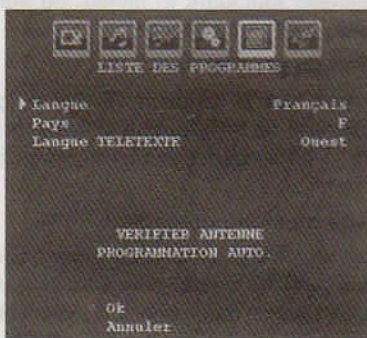 LISTE DES PROGRAMMES
Langue Français
Pays F
Langue TELETEXTE Ouest
VERIFIER ANTENNE
PROGRAMMATION AUTO.
Ok
Annuler